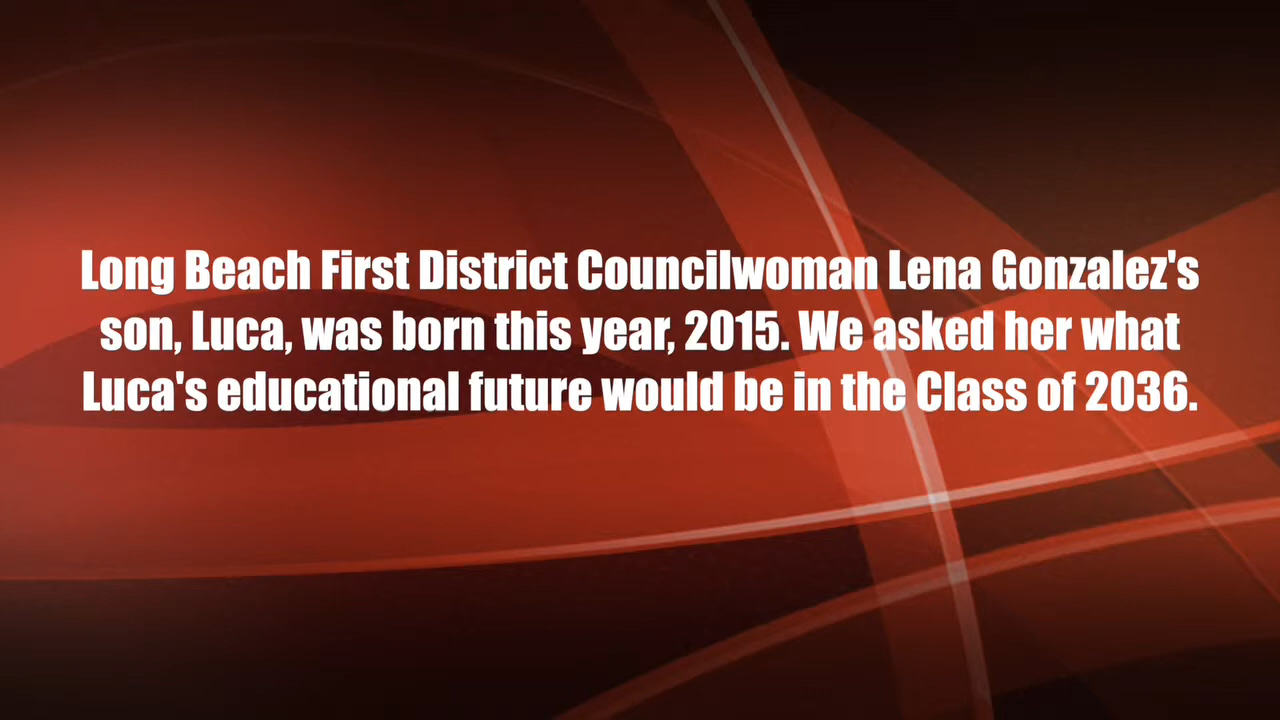 Long Beach First District Councilwoman Lena Gonzalez's
son, Luca, was born this year, 2015. We asked her what
Luca's educational future would be in the Class of 2036.